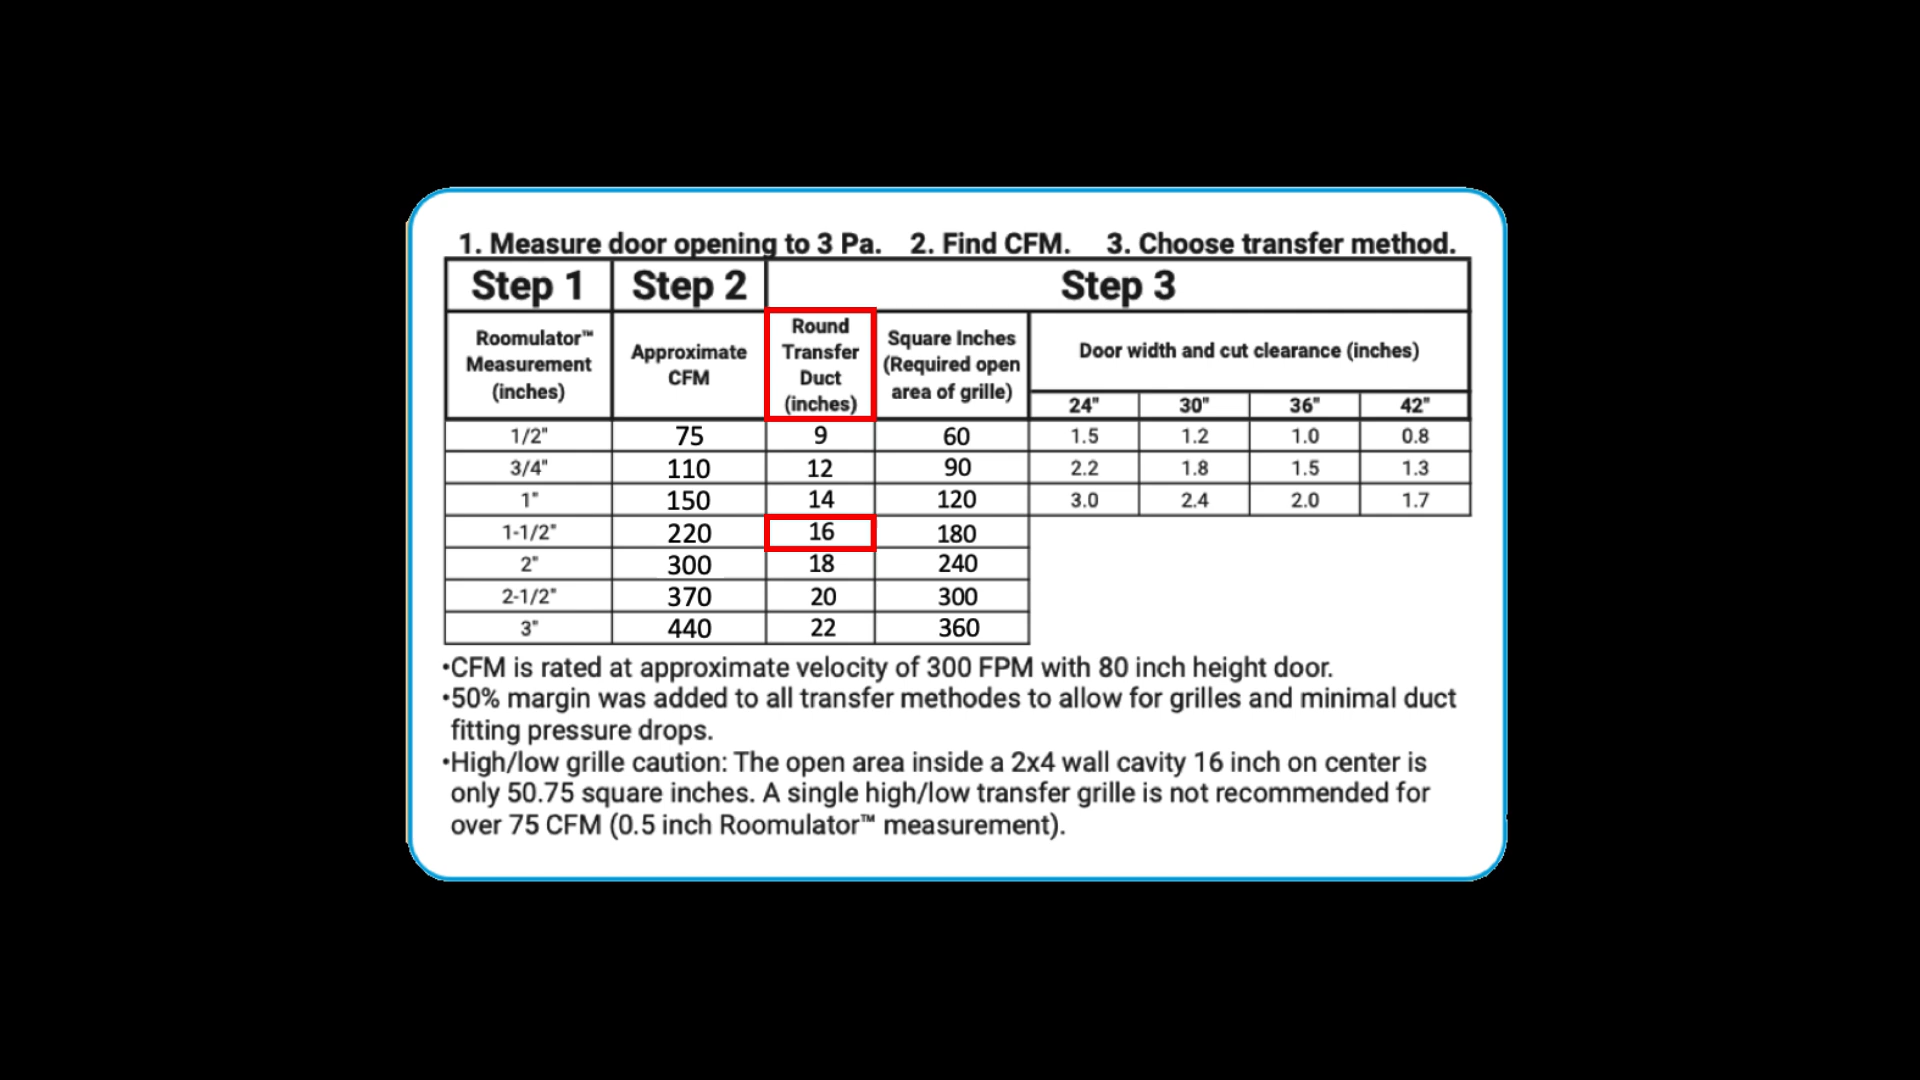 1. Measure door opening to 3 Pa. 2. Find CFM. 3. Choose transfer method.
Step 1 Step 2 Step 3
Roomulator™ Measurement (inches) Approximate CFM Round Transfer Duct (inches) Square Inches (Required open area of grille) Door width and cut clearance (inches)
24" 30" 36" 42"
1/2" 75 9 60 1.5 1.2 1.0 0.8
3/4" 110 12 90 2.2 1.8 1.5 1.3
1" 150 14 120 3.0 2.4 2.0 1.7
1-1/2" 220 16 180
2" 300 18 240
2-1/2" 370 20 300
3" 440 22 360
•CFM is rated at approximate velocity of 300 FPM with 80 inch height door.
•50% margin was added to all transfer methodes to allow for grilles and minimal duct
fitting pressure drops.
•High/low grille caution: The open area inside a 2x4 wall cavity 16 inch on center is
only 50.75 square inches. A single high/low transfer grille is not recommended for
over 75 CFM (0.5 inch Roomulator™ measurement).